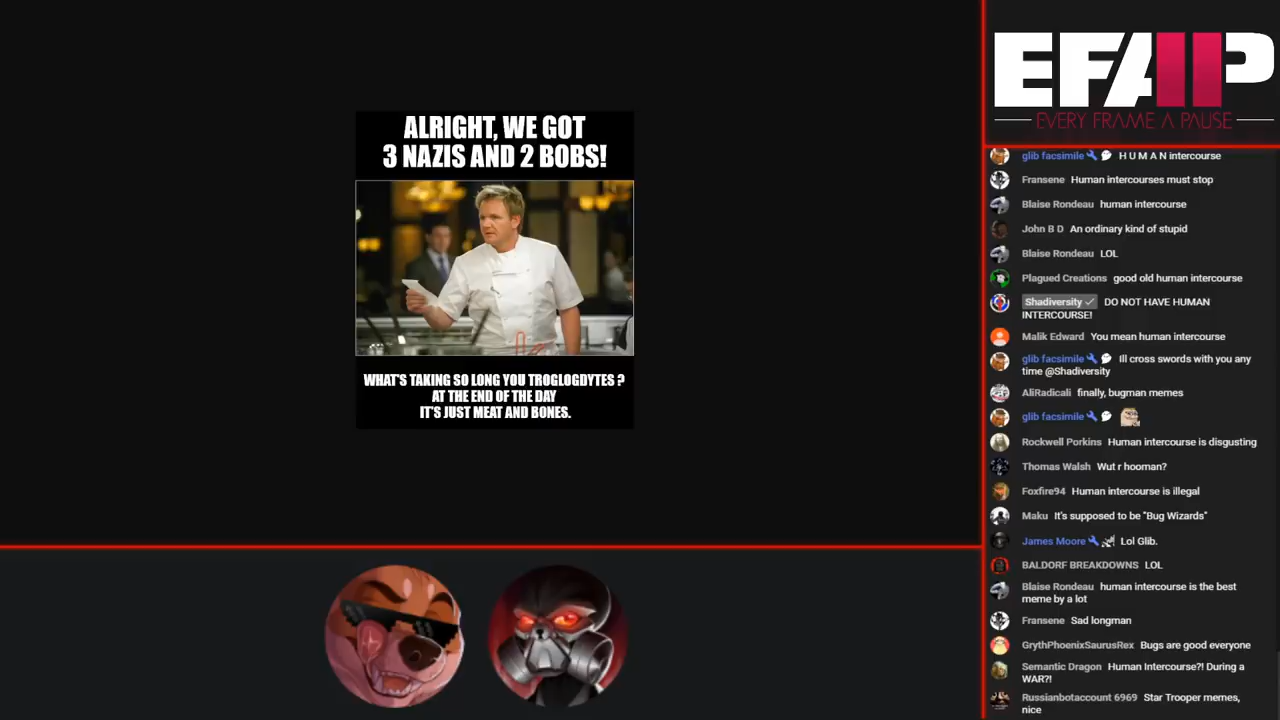 ALRIGHT, WE GOT
3 NAZIS AND 2 BOBS!
WHAT'S TAKING SO LONG YOU TROGLOGDYTES ?
AT THE END OF THE DAY
IT'S JUST MEAT AND BONES.
EFAP
EVERY FRAME A PAUSE
glib facsimile H U M A N intercourse
Fransene Human intercourses must stop
Blaise Rondeau human intercourse
John B D An ordinary kind of stupid
Blaise Rondeau LOL
Plagued Creations good old human intercourse
Shadiversity DO NOT HAVE HUMAN
INTERCOURSE!
Malik Edward You mean human intercourse
glib facsimile Ill cross swords with you any
time @Shadiversity
AliRadicali finally, bugman memes
glib facsimile
Rockwell Porkins Human intercourse is disgusting
Thomas Walsh Wut r hooman?
Foxfire94 Human intercourse is illegal
Maku It's supposed to be "Bug Wizards"
James Moore Lol Glib.
BALDORF BREAKDOWNS LOL
Blaise Rondeau human intercourse is the best
meme by a lot
Fransene Sad longman
GrythPhoenixSaurusRex Bugs are good everyone
Semantic Dragon Human Intercourse?! During a
WAR?!
Russianbotaccount 6969 Star Trooper memes,
nice